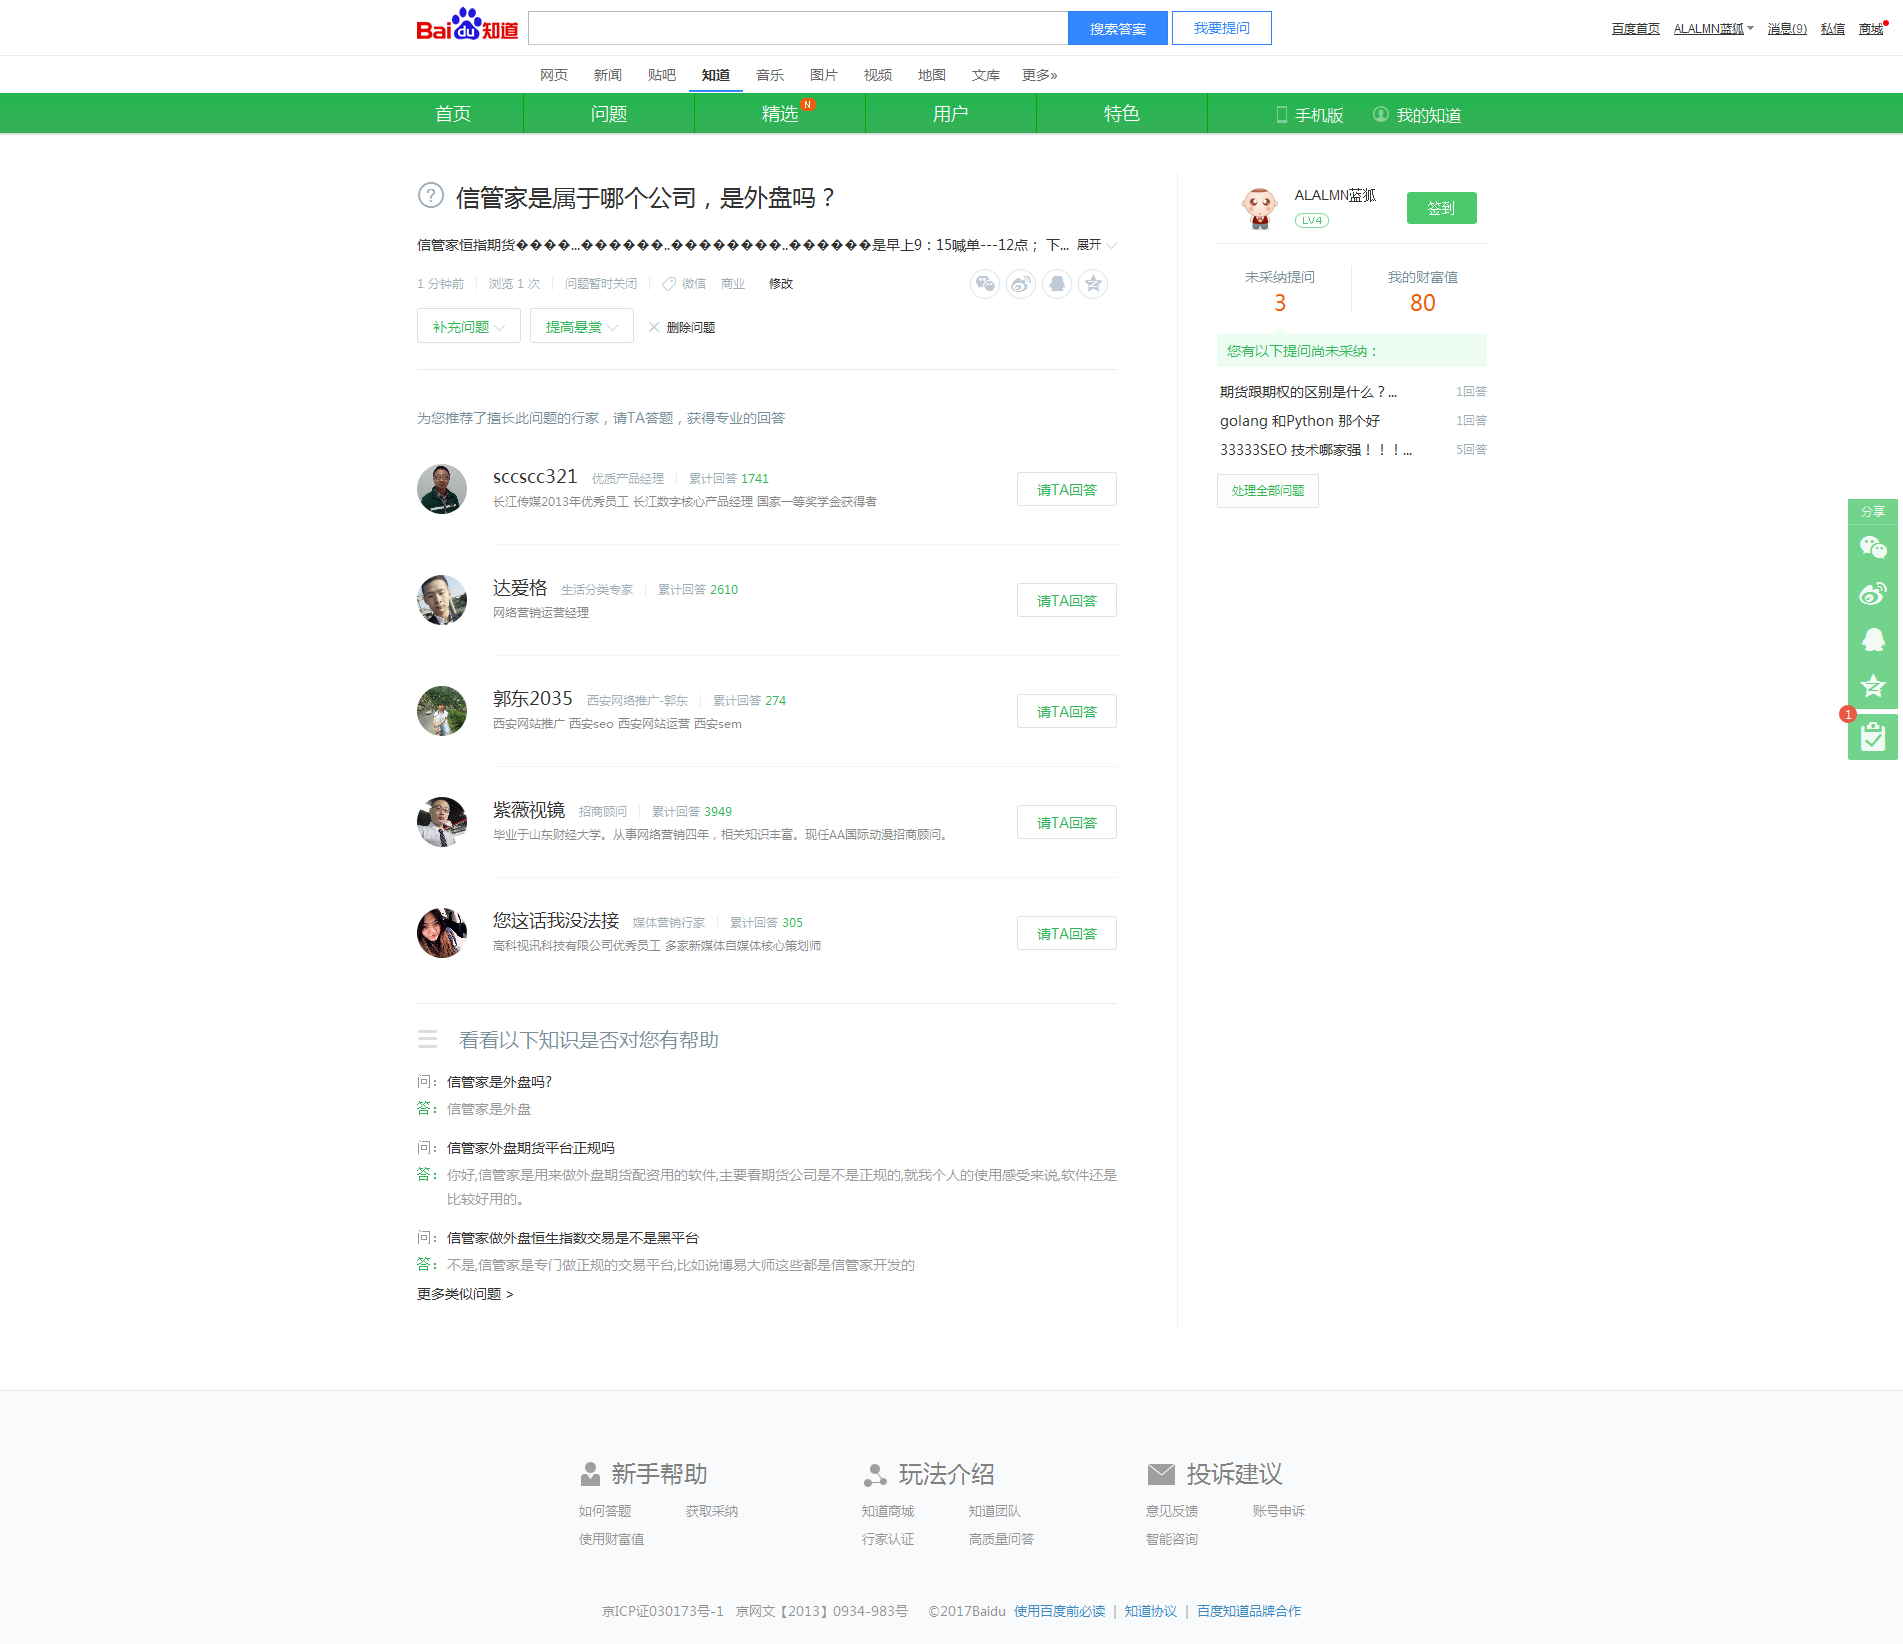 Bai du 知道
搜索答案 我要提问
百度首页 ALALMN蓝狐 消息(9) 私信 商城
网页 新闻 贴吧 知道 音乐 图片 视频 地图 文库 更多»
首页 问题 精选 N 用户 特色 手机版 我的知道
信管家是属于哪个公司，是外盘吗？
信管家恒指期货����...������..��������..������是早上9：15喊单---12点； 下... 展开
1 分钟前 浏览 1 次 问题暂时关闭 微信 商业 修改
补充问题 提高悬赏 删除问题
为您推荐了擅长此问题的行家，请TA答题，获得专业的回答
sccscc321 优质产品经理 累计回答 1741
长江传媒2013年优秀员工 长江数字核心产品经理 国家一等奖学金获得者
请TA回答
达爱格 生活分类专家 累计回答 2610
网络营销运营经理
请TA回答
郭东2035 西安网络推广-郭东 累计回答 274
西安网站推广 西安seo 西安网站运营 西安sem
请TA回答
紫薇视镜 招商顾问 累计回答 3949
毕业于山东财经大学。从事网络营销四年，相关知识丰富。现任AA国际动漫招商顾问。
请TA回答
您这话我没法接 媒体营销行家 累计回答 305
高科视讯科技有限公司优秀员工 多家新媒体自媒体核心策划师
请TA回答
看看以下知识是否对您有帮助
问： 信管家是外盘吗?
答： 信管家是外盘
问： 信管家外盘期货平台正规吗
答： 你好,信管家是用来做外盘期货配资用的软件,主要看期货公司是不是正规的,就我个人的使用感受来说,软件还是
比较好用的。
问： 信管家做外盘恒生指数交易是不是黑平台
答： 不是,信管家是专门做正规的交易平台,比如说博易大师这些都是信管家开发的
更多类似问题 >
ALALMN蓝狐
LV4
签到
未采纳提问 我的财富值
3 80
您有以下提问尚未采纳：
期货跟期权的区别是什么？... 1回答
golang 和Python 那个好 1回答
33333SEO 技术哪家强！！！... 5回答
处理全部问题
分享
1
新手帮助 玩法介绍 投诉建议
如何答题 获取采纳 知道商城 知道团队 意见反馈 账号申诉
使用财富值 行家认证 高质量问答 智能咨询
京ICP证030173号-1 京网文【2013】0934-983号 ©2017Baidu 使用百度前必读 | 知道协议 | 百度知道品牌合作